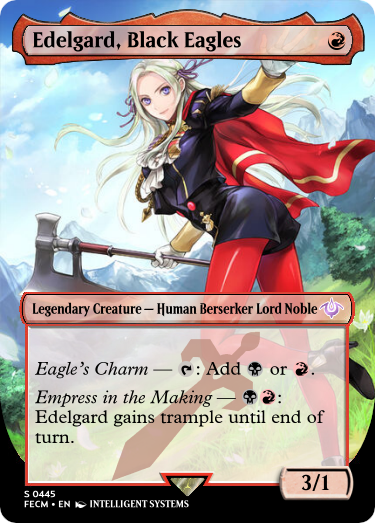 Edelgard, Black Eagles
Legendary Creature — Human Berserker Lord Noble
Eagle's Charm — : Add or .
Empress in the Making — :
Edelgard gains trample until end of
turn.
3/1
S 0445
FECM • EN INTELLIGENT SYSTEMS